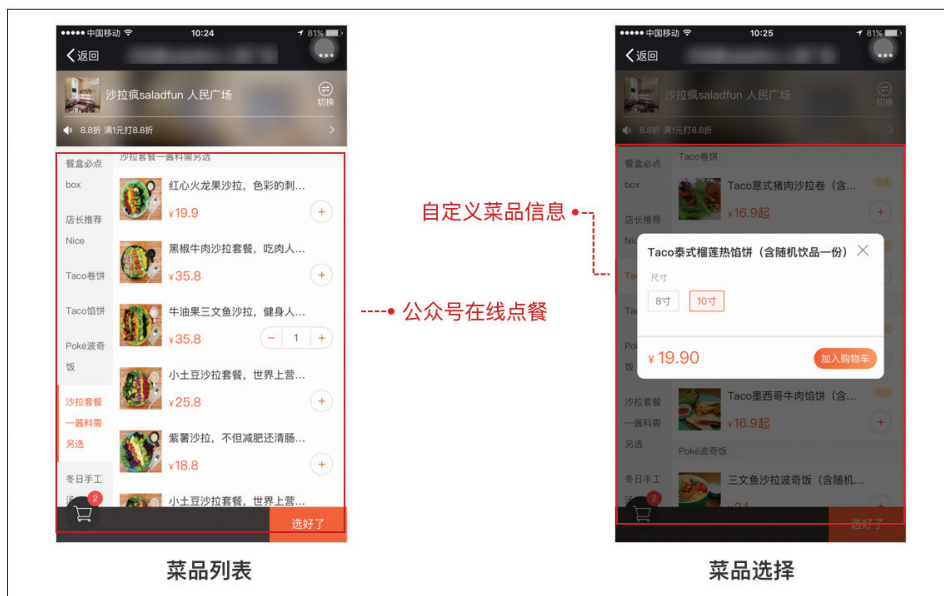 中国移动
10:24
81%
返回
沙拉疯saladfun 人民广场
切换
8.8折 满1元打8.8折
餐盒必点
box
店长推荐
Nice
Taco卷饼
Taco馅饼
Poké波奇
饭
沙拉套餐
一酱料需
另选
冬日手工
沙拉套餐一酱料需另选
红心火龙果沙拉，色彩的刺...
¥19.9
黑椒牛肉沙拉套餐，吃肉人...
¥35.8
牛油果三文鱼沙拉，健身人...
¥35.8
1
小土豆沙拉套餐，世界上营...
¥25.8
紫薯沙拉，不但减肥还清肠...
¥18.8
小土豆沙拉套餐，世界上营...
2
选好了
菜品列表
自定义菜品信息
公众号在线点餐
中国移动
10:25
81%
返回
沙拉疯saladfun 人民广场
切换
8.8折 满1元打8.8折
餐盒必点
box
店长推荐
沙拉套餐
一酱料需
另选
冬日手工
Taco卷饼
Taco意式猪肉沙拉卷（含...
¥16.9起
Taco泰式榴莲热馅饼（含随机饮品一份）
尺寸
8寸
10寸
¥ 19.90
加入购物车
Taco墨西哥牛肉馅饼（含...
¥16.9起
Poké波奇饭
三文鱼沙拉波奇饭（含随机...
2
选好了
菜品选择